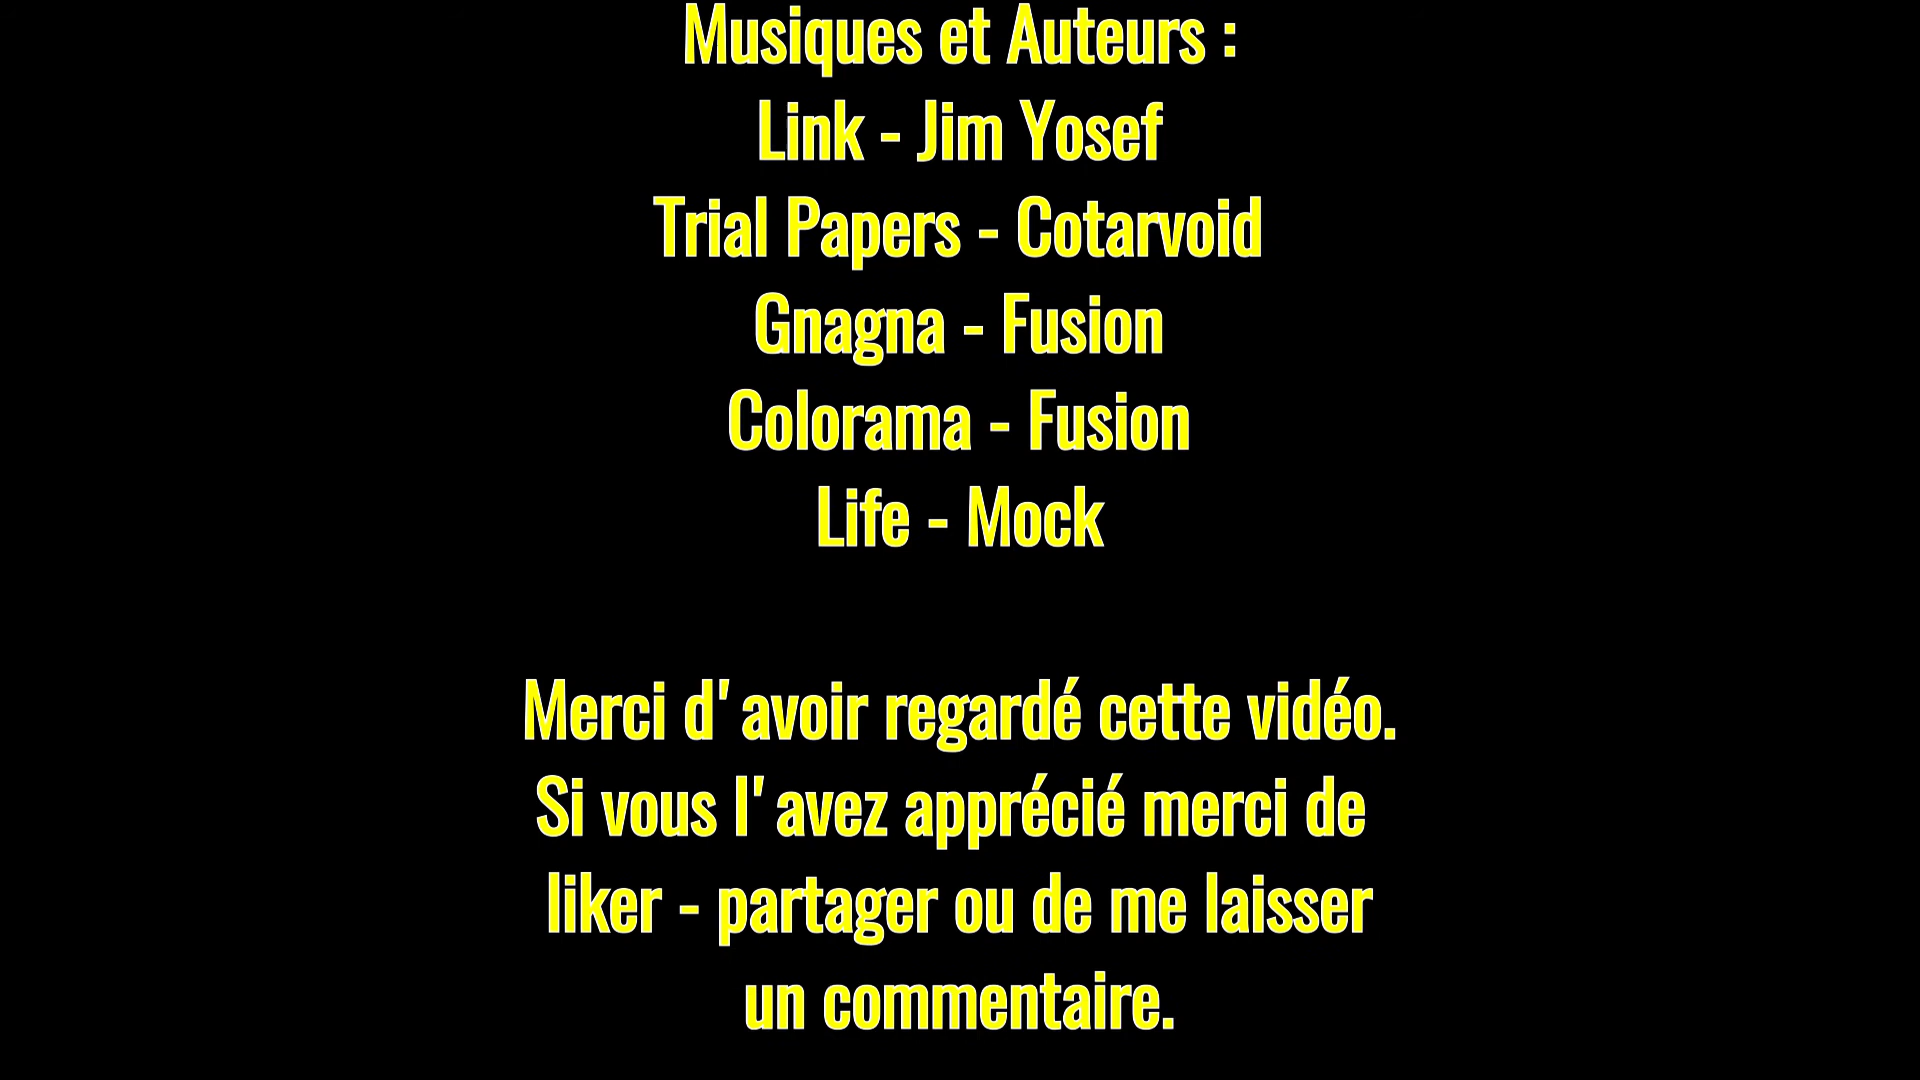 Musiques et Auteurs :
Link - Jim Yosef
Trial Papers - Cotarvoid
Gnagna - Fusion
Colorama - Fusion
Life - Mock
Merci d'avoir regardé cette vidéo.
Si vous l'avez apprécié merci de
liker - partager ou de me laisser
un commentaire.